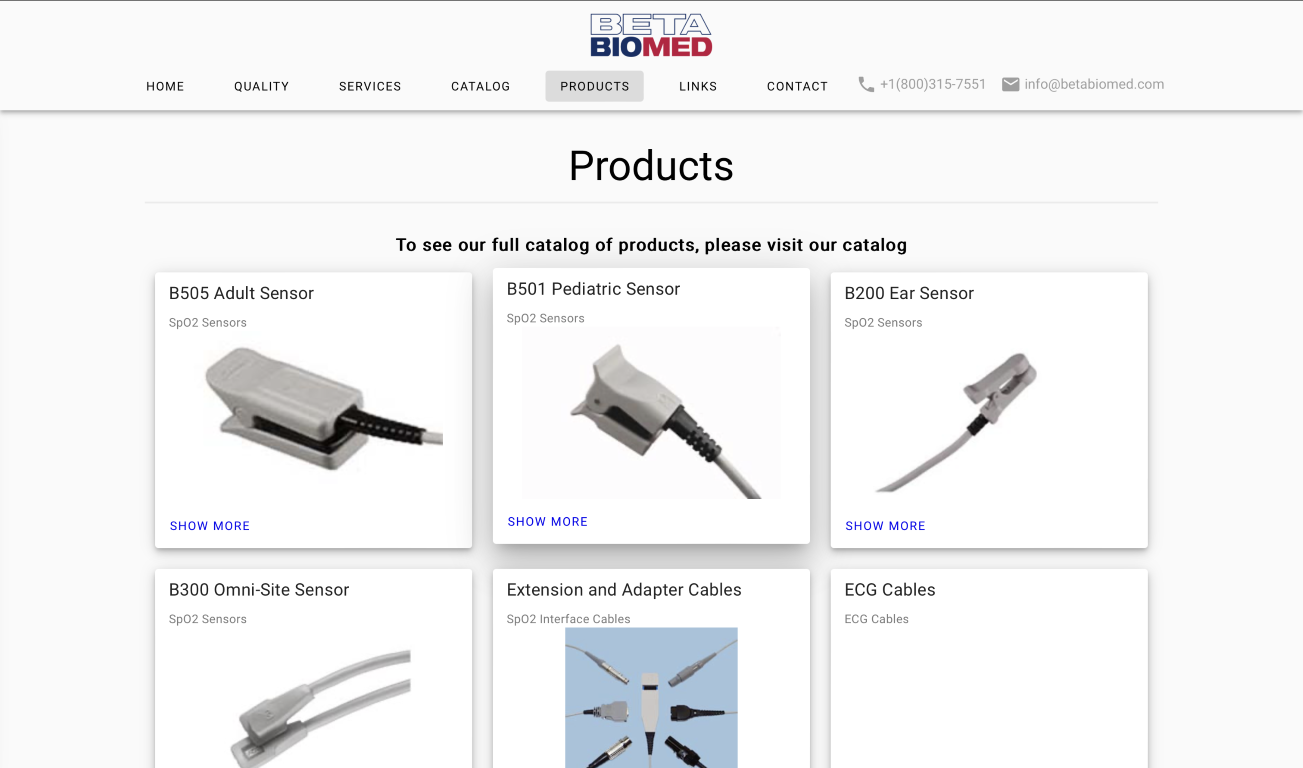 BETA
BIOMED
HOME QUALITY SERVICES CATALOG PRODUCTS LINKS CONTACT +1(800)315-7551 info@betabiomed.com
Products
To see our full catalog of products, please visit our catalog
B505 Adult Sensor
SpO2 Sensors
SHOW MORE
B501 Pediatric Sensor
SpO2 Sensors
SHOW MORE
B200 Ear Sensor
SpO2 Sensors
SHOW MORE
B300 Omni-Site Sensor
SpO2 Sensors
Extension and Adapter Cables
SpO2 Interface Cables
ECG Cables
ECG Cables